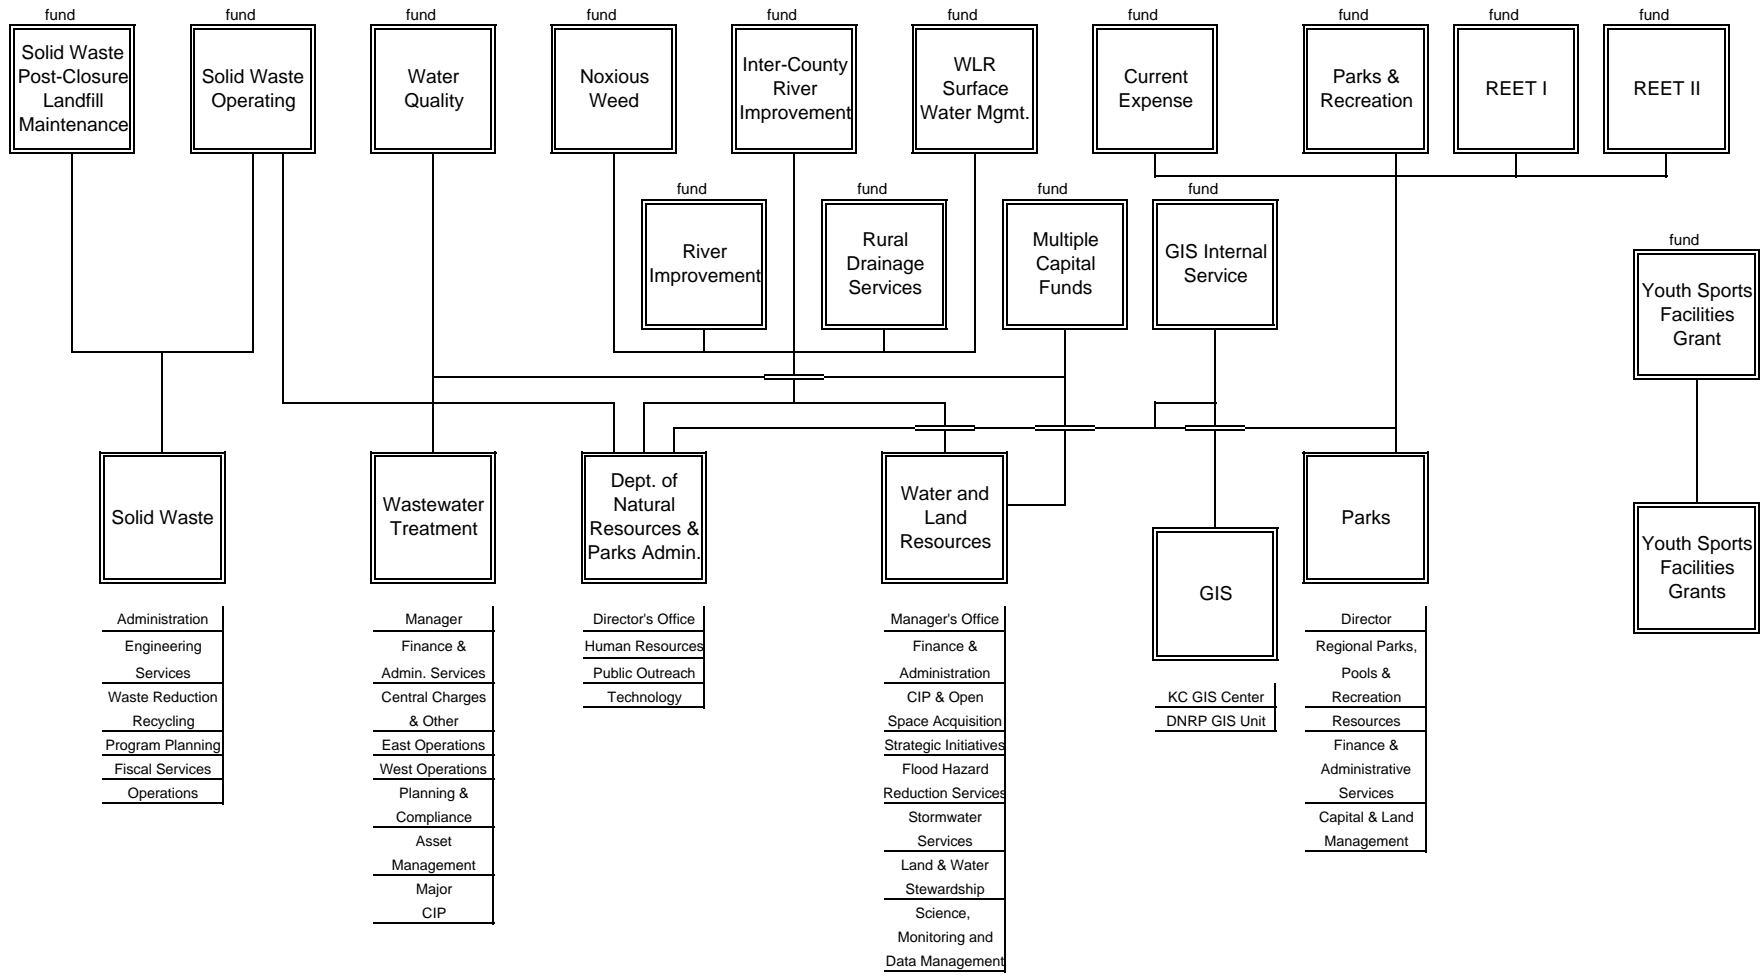 fund
Solid Waste
Post-Closure
Landfill
Maintenance
fund
Solid Waste
Operating
fund
Water
Quality
fund
Noxious
Weed
fund
Inter-County
River
Improvement
fund
WLR
Surface
Water Mgmt.
fund
Current
Expense
fund
Parks &
Recreation
fund
REET I
fund
REET II
fund
River
Improvement
fund
Rural
Drainage
Services
fund
Multiple
Capital
Funds
fund
GIS Internal
Service
fund
Youth Sports
Facilities
Grant
Solid Waste
Administration
Engineering
Services
Waste Reduction
Recycling
Program Planning
Fiscal Services
Operations
Wastewater
Treatment
Manager
Finance &
Admin. Services
Central Charges
& Other
East Operations
West Operations
Planning &
Compliance
Asset
Management
Major
CIP
Dept. of
Natural
Resources &
Parks Admin.
Director's Office
Human Resources
Public Outreach
Technology
Water and
Land
Resources
Manager's Office
Finance &
Administration
CIP & Open
Space Acquisition
Strategic Initiatives
Flood Hazard
Reduction Services
Stormwater
Services
Land & Water
Stewardship
Science,
Monitoring and
Data Management
GIS
KC GIS Center
DNRP GIS Unit
Parks
Director
Regional Parks,
Pools &
Recreation
Resources
Finance &
Administrative
Services
Capital & Land
Management
Youth Sports
Facilities
Grants